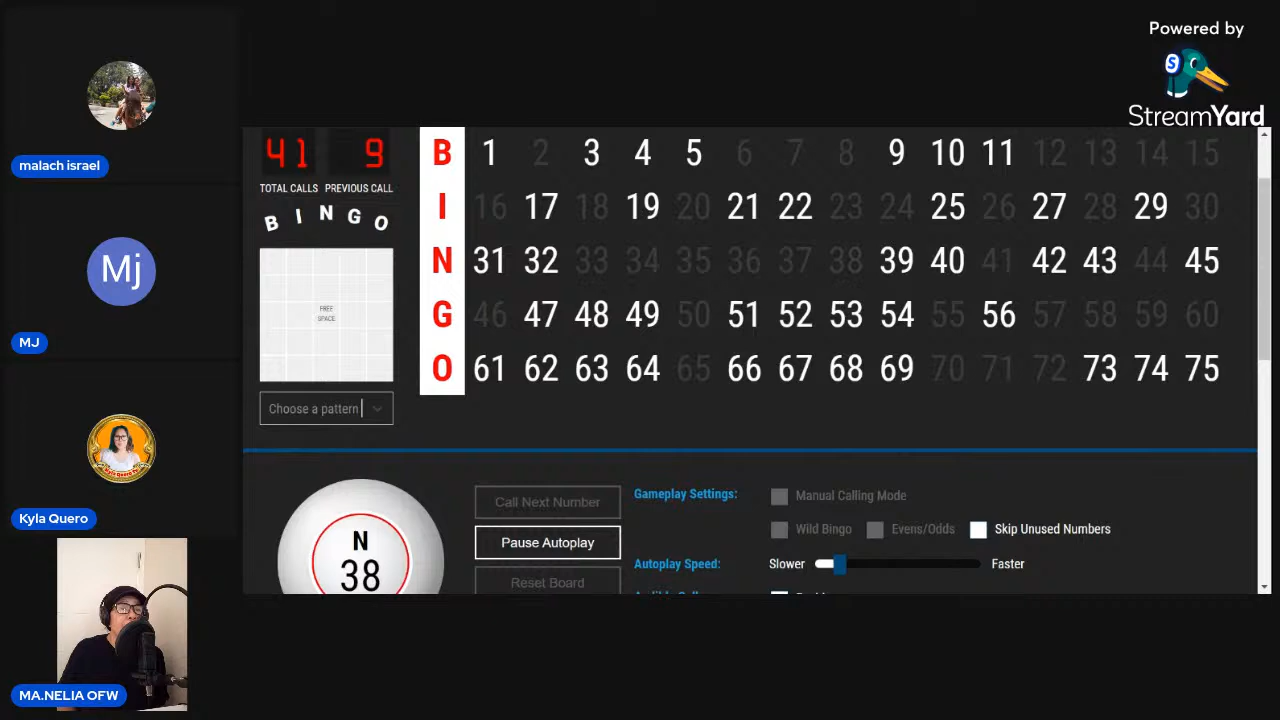 Powered by
S
StreamYard
malach israel
Mj
MJ
Kyla Quero
MA.NELIA OFW
41 9
TOTAL CALLS PREVIOUS CALL
BINGO
FREE
SPACE
Choose a pattern
B 1 2 3 4 5 6 7 8 9 10 11 12 13 14 15
I 16 17 18 19 20 21 22 23 24 25 26 27 28 29 30
N 31 32 33 34 35 36 37 38 39 40 41 42 43 44 45
G 46 47 48 49 50 51 52 53 54 55 56 57 58 59 60
O 61 62 63 64 65 66 67 68 69 70 71 72 73 74 75
N
38
Call Next Number
Pause Autoplay
Reset Board
Gameplay Settings: Manual Calling Mode
Wild Bingo Evens/Odds Skip Unused Numbers
Autoplay Speed: Slower Faster